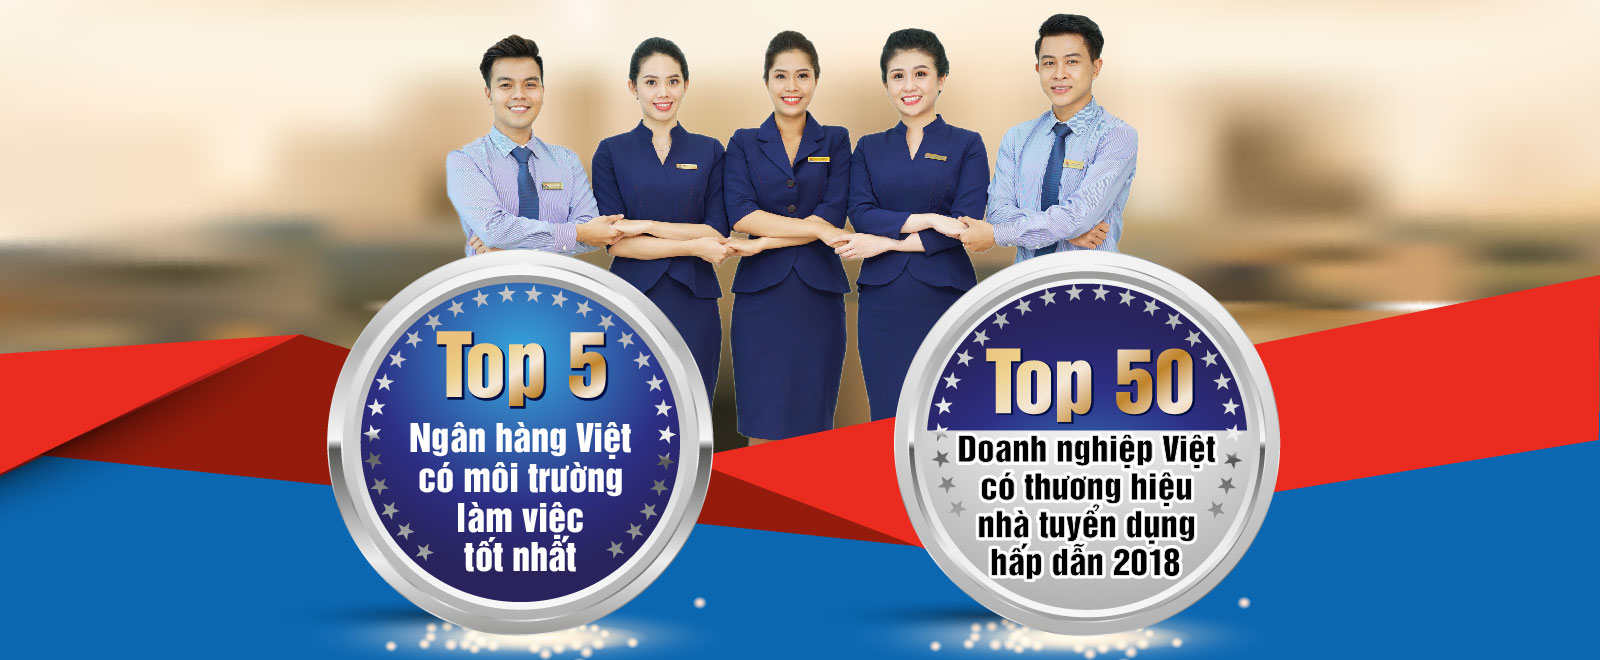 Top 5
Ngân hàng Việt
có môi trường
làm việc
tốt nhất
Top 50
Doanh nghiệp Việt
có thương hiệu
nhà tuyển dụng
hấp dẫn 2018